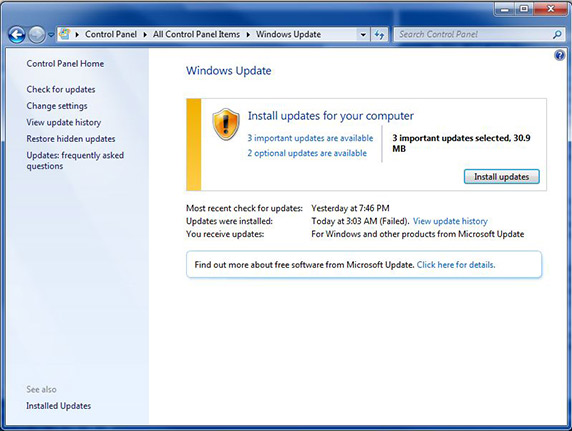 Control Panel ▸ All Control Panel Items ▸ Windows Update
Search Control Panel
Control Panel Home
Check for updates
Change settings
View update history
Restore hidden updates
Updates: frequently asked
questions
See also
Installed Updates
Windows Update
Install updates for your computer
3 important updates are available
2 optional updates are available
3 important updates selected, 30.9
MB
Install updates
Most recent check for updates: Yesterday at 7:46 PM
Updates were installed: Today at 3:03 AM (Failed). View update history
You receive updates: For Windows and other products from Microsoft Update
Find out more about free software from Microsoft Update. Click here for details.